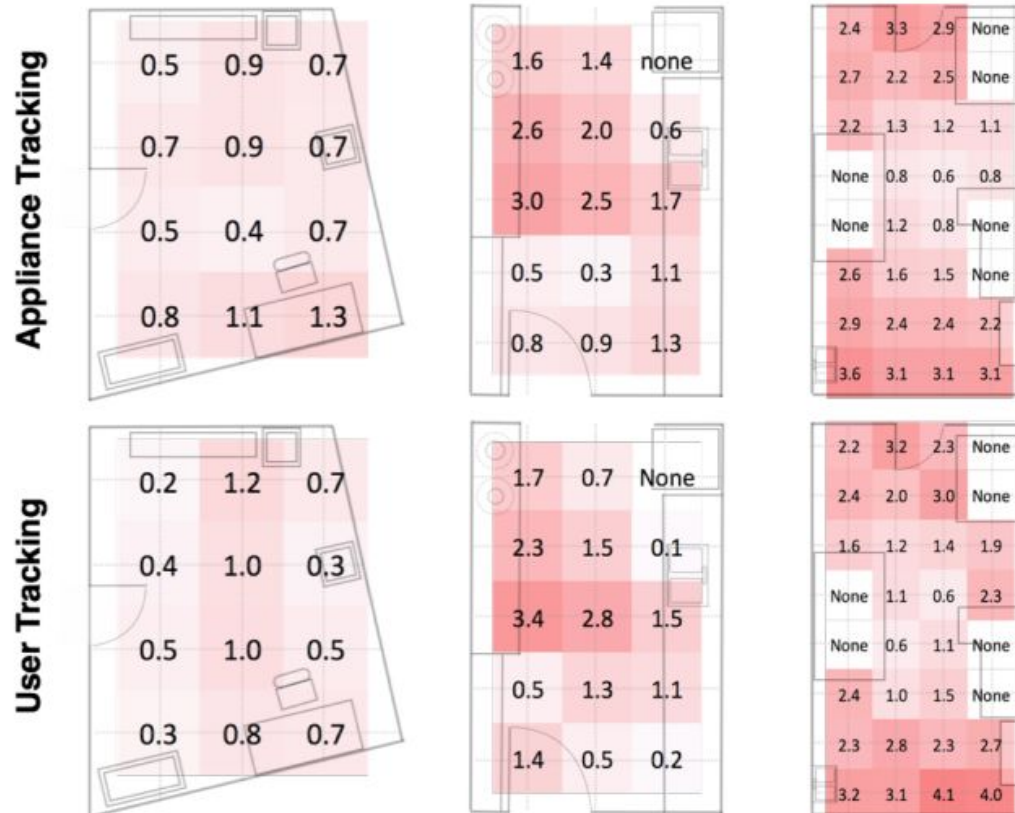 Appliance Tracking
0.5 0.9 0.7
0.7 0.9 0.7
0.5 0.4 0.7
0.8 1.1 1.3
1.6 1.4 none
2.6 2.0 0.6
3.0 2.5 1.7
0.5 0.3 1.1
0.8 0.9 1.3
2.4 3.3 2.9 None
2.7 2.2 2.5 None
2.2 1.3 1.2 1.1
None 0.8 0.6 0.8
None 1.2 0.8 None
2.6 1.6 1.5 None
2.9 2.4 2.4 2.2
3.6 3.1 3.1 3.1
User Tracking
0.2 1.2 0.7
0.4 1.0 0.3
0.5 1.0 0.5
0.3 0.8 0.7
1.7 0.7 None
2.3 1.5 0.1
3.4 2.8 1.5
0.5 1.3 1.1
1.4 0.5 0.2
2.2 3.2 2.3 None
2.4 2.0 3.0 None
1.6 1.2 1.4 1.9
None 1.1 0.6 2.3
None 0.6 1.1 None
2.4 1.0 1.5 None
2.3 2.8 2.3 2.7
3.2 3.1 4.1 4.0